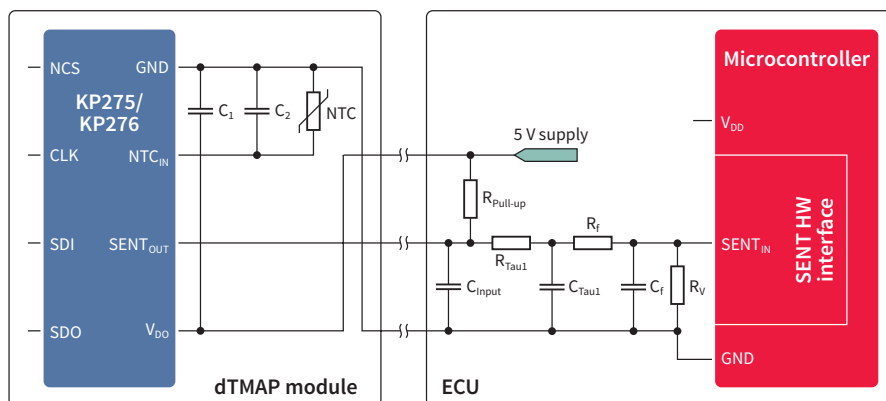 NCS
GND
KP275/
KP276
C1
C2
NTC
CLK
NTCIN
SDI
SENTOUT
SDO
VDO
dTMAP module
5 V supply
RPull-up
Rf
RTau1
CInput
CTau1
Cf
RV
ECU
Microcontroller
VDD
SENTIN
SENT HW
interface
GND